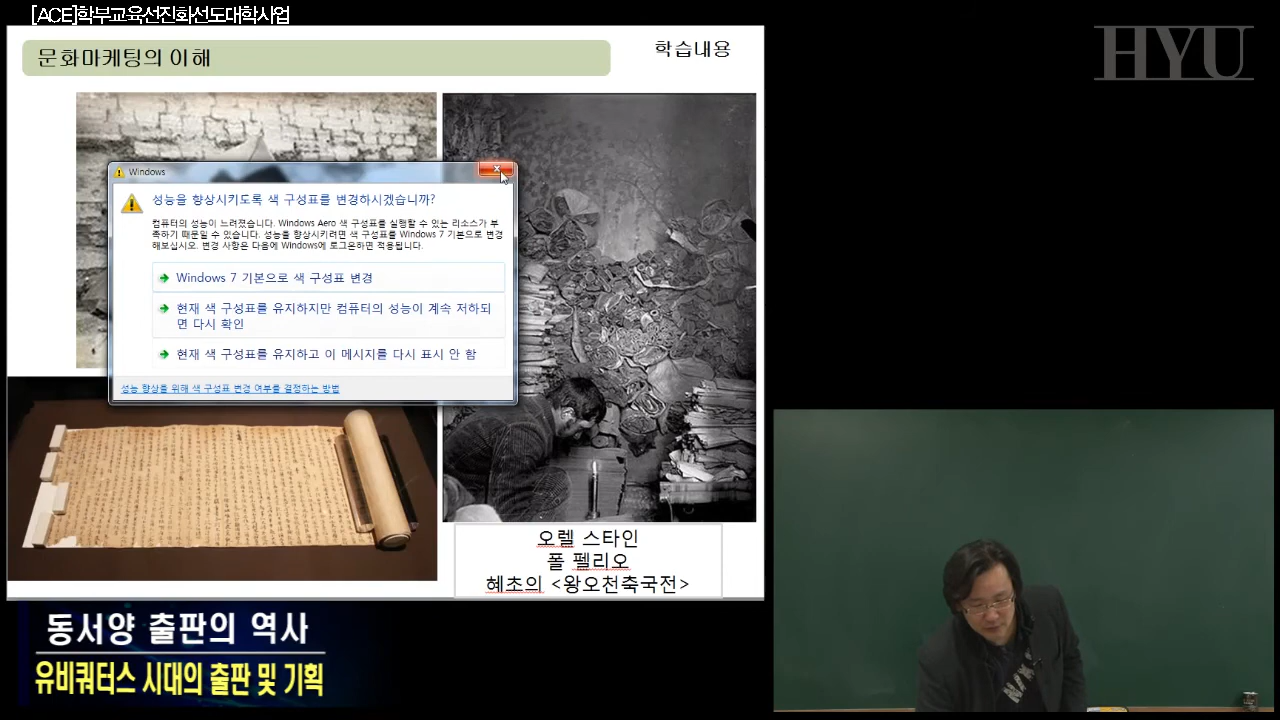 [ACE]학부교육선진화선도대학사업
문화마케팅의 이해
학습내용
HYU
Windows
성능을 향상시키도록 색 구성표를 변경하시겠습니까?
컴퓨터의 성능이 느려졌습니다. Windows Aero 색 구성표를 실행할 수 있는 리소스가 부
족하기 때문일 수 있습니다. 성능을 향상시키려면 색 구성표를 Windows 7 기본으로 변경
해보십시오. 변경 사항은 다음에 Windows에 로그온하면 적용됩니다.
Windows 7 기본으로 색 구성표 변경
현재 색 구성표를 유지하지만 컴퓨터의 성능이 계속 저하되
면 다시 확인
현재 색 구성표를 유지하고 이 메시지를 다시 표시 안 함
성능 향상을 위해 색 구성표 변경 여부를 결정하는 방법
오렐 스타인
폴 펠리오
혜초의 <왕오천축국전>
동서양 출판의 역사
유비쿼터스 시대의 출판 및 기획